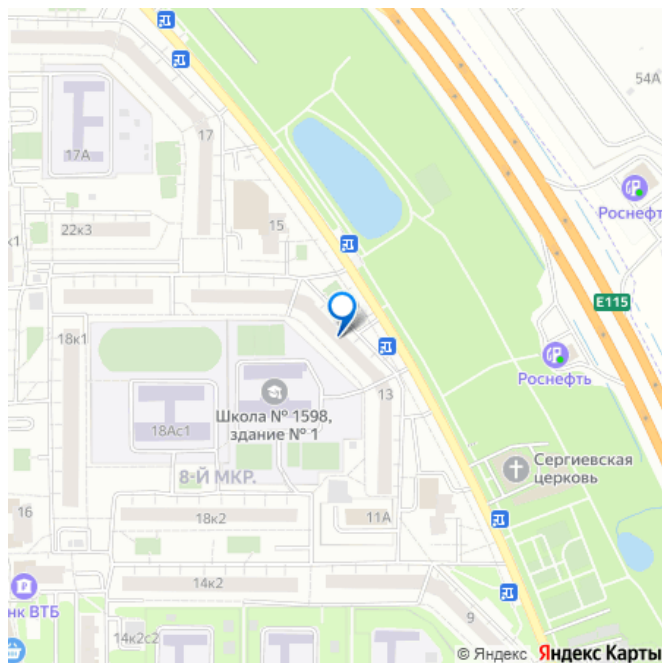 54А
17
17А
Роснефт
15
22к3
к1
E115
18к1
Роснефть
13
Школа № 1598,
здание № 1
18Ас1
Сергиевская
церковь
8-Й МКР.
16
18к2
11А
14к2
нк ВТБ
9
14к2с2
© Яндекс Яндекс Карты